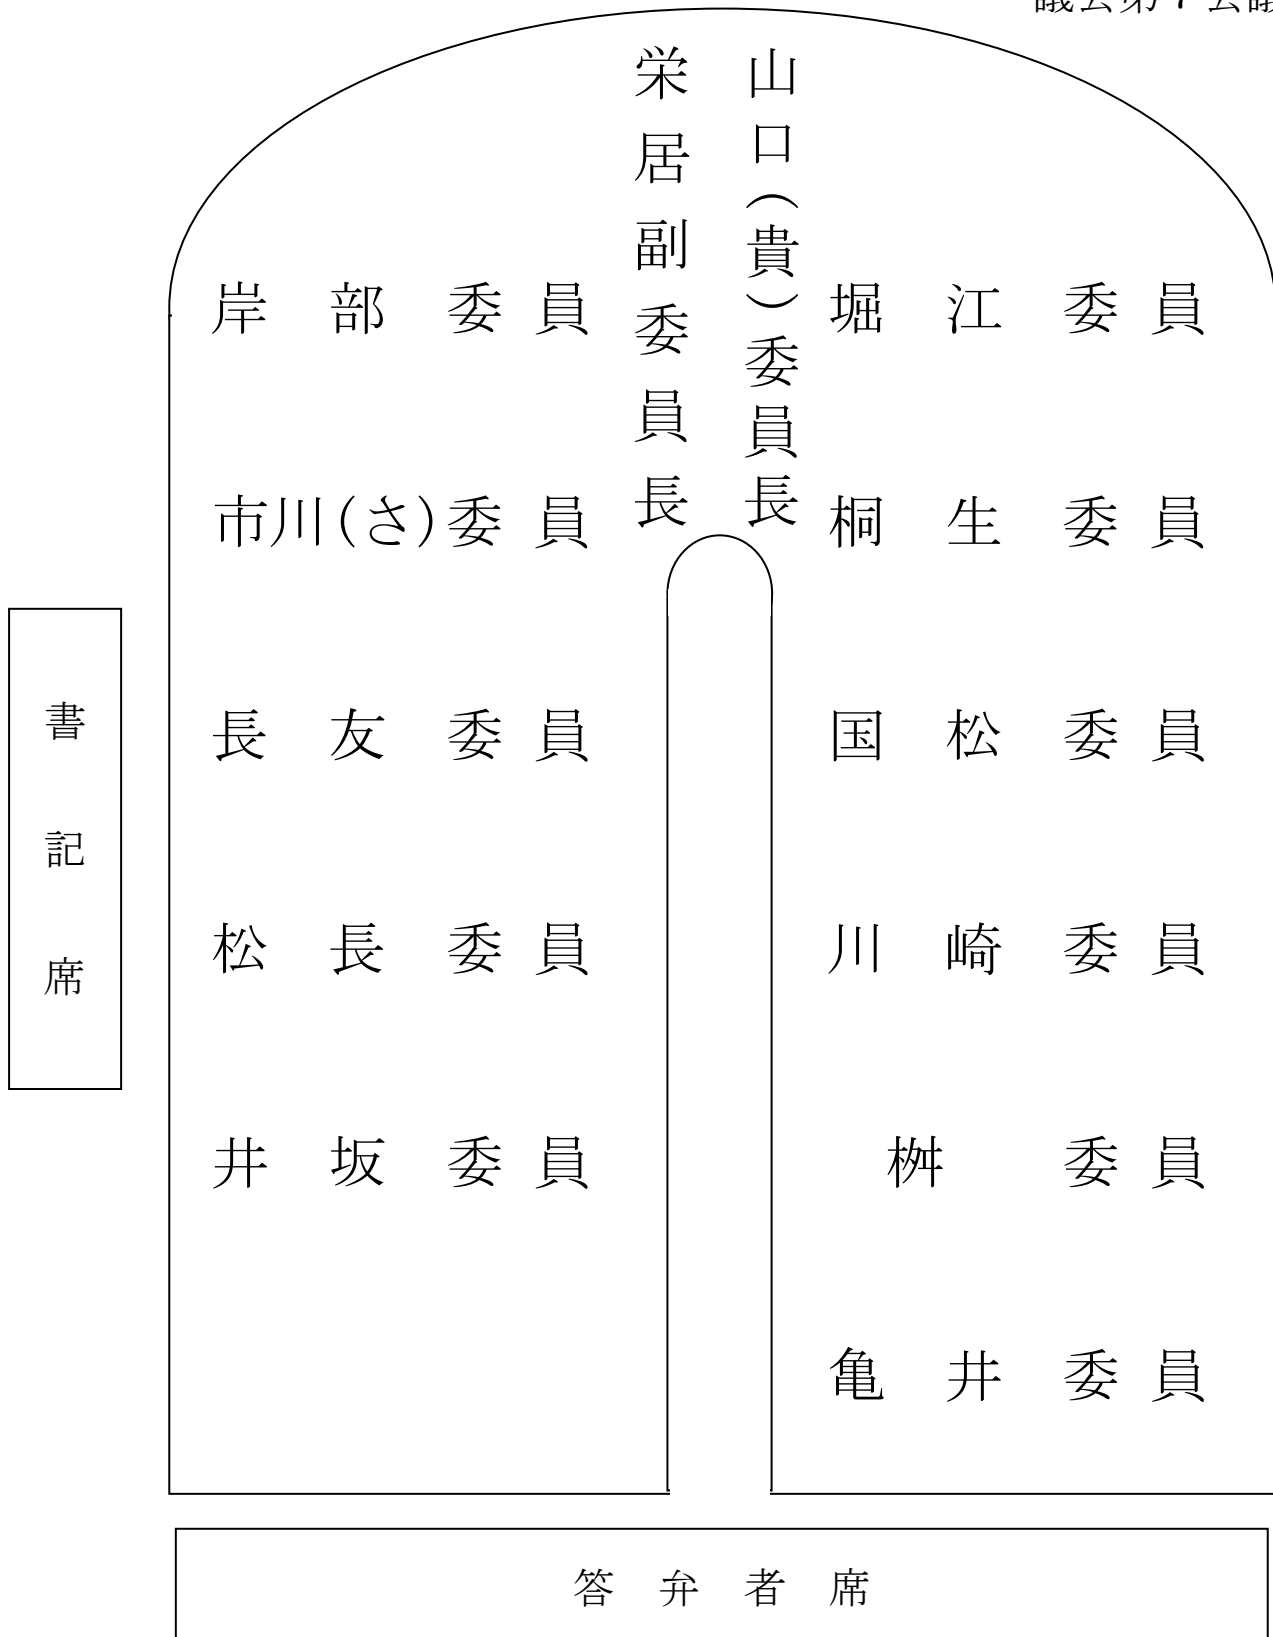 山口（貴）委員長
栄居副委員長
岸部委員
堀江委員
市川（さ）委員
桐生委員
長友委員
国松委員
松長委員
川崎委員
井坂委員
桝委員
亀井委員
書記席
答弁者席